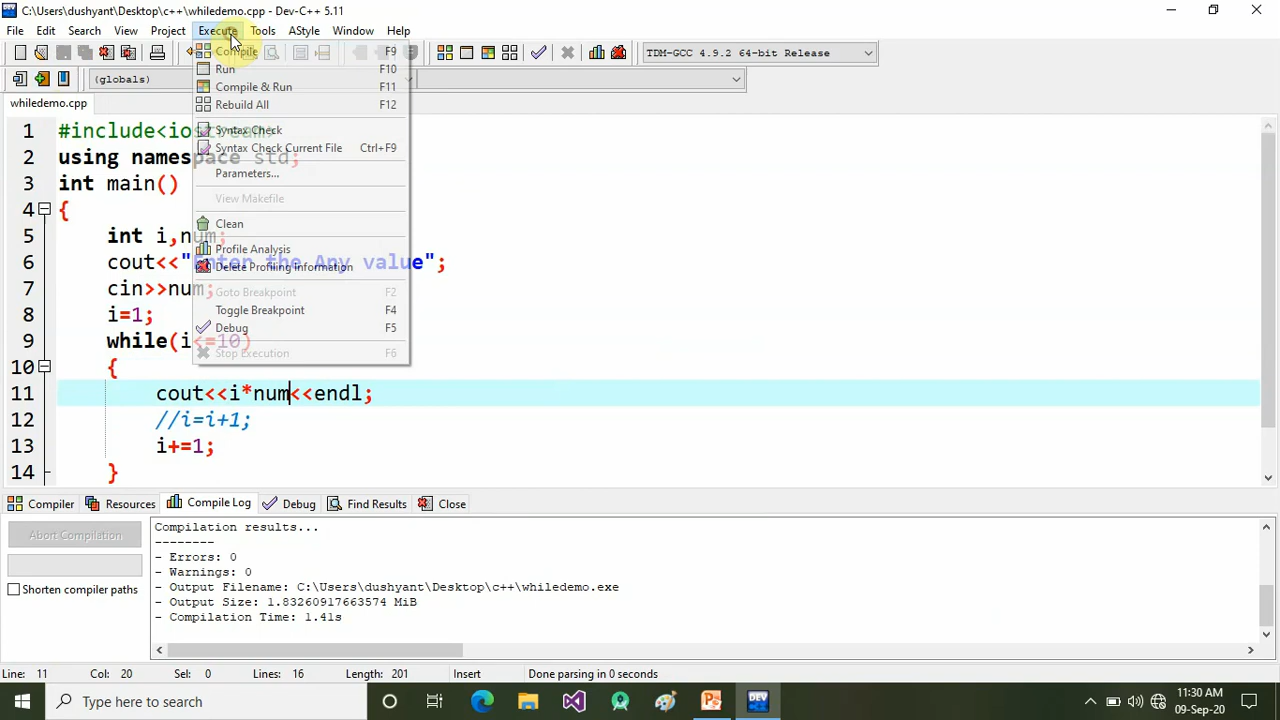 C:\Users\dushyant\Desktop\c++\whiledemo.cpp - Dev-C++ 5.11
File Edit Search View Project Execute Tools AStyle Window Help
TDM-GCC 4.9.2 64-bit Release
(globals)
whiledemo.cpp
Compile F9
Run F10
Compile & Run F11
Rebuild All F12
Syntax Check
Syntax Check Current File Ctrl+F9
Parameters...
View Makefile
Clean
Profile Analysis
Delete Profiling Information
Goto Breakpoint F2
Toggle Breakpoint F4
Debug F5
Stop Execution F6
1 #include<iostream>
2 using namespace std;
3 int main()
4 {
5 int i,num;
6 cout<<"Enter the Any value";
7 cin>>num;
8 i=1;
9 while(i<=10)
10 {
11 cout<<i*num<<endl;
12 //i=i+1;
13 i+=1;
14 }
Compiler Resources Compile Log Debug Find Results Close
Abort Compilation
Shorten compiler paths
Compilation results...
--------
- Errors: 0
- Warnings: 0
- Output Filename: C:\Users\dushyant\Desktop\c++\whiledemo.exe
- Output Size: 1.83260917663574 MiB
- Compilation Time: 1.41s
Line: 11 Col: 20 Sel: 0 Lines: 16 Length: 201 Insert Done parsing in 0 seconds
Type here to search
DEV
11:30 AM
09-Sep-20